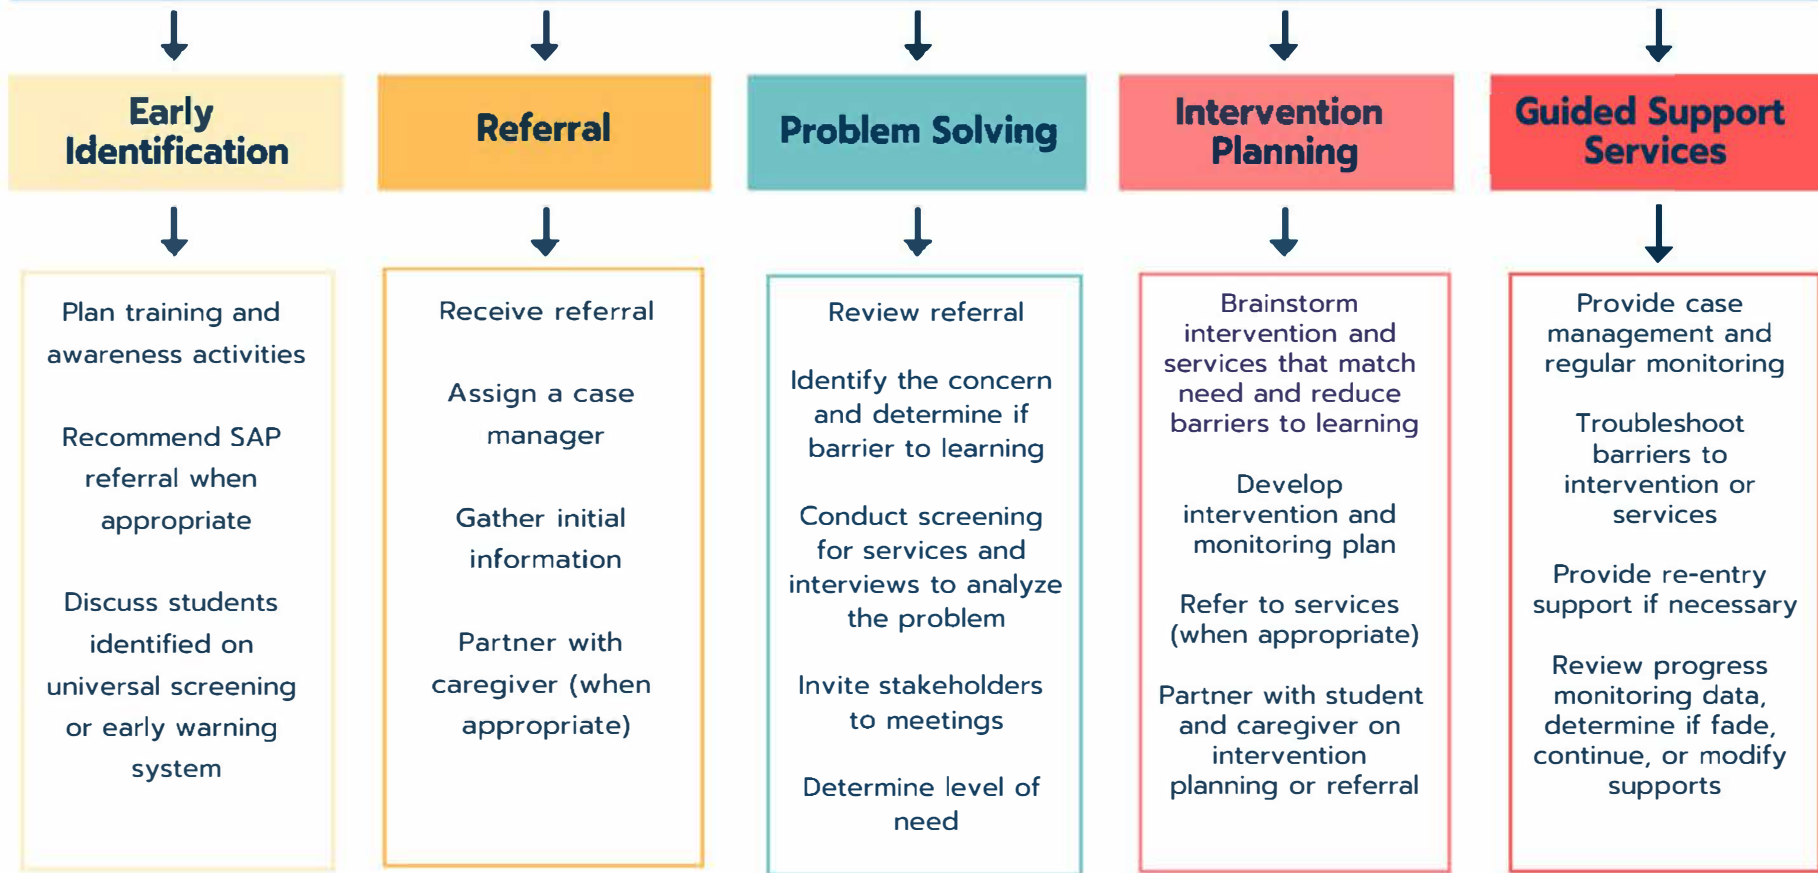 Early
Identification
Plan training and
awareness activities
Recommend SAP
referral when
appropriate
Discuss students
identified on
universal screening
or early warning
system
Referral
Receive referral
Assign a case
manager
Gather initial
information
Partner with
caregiver (when
appropriate)
Problem Solving
Review referral
Identify the concern
and determine if
barrier to learning
Conduct screening
for services and
interviews to analyze
the problem
Invite stakeholders
to meetings
Determine level of
need
Intervention
Planning
Brainstorm
intervention and
services that match
need and reduce
barriers to learning
Develop
intervention and
monitoring plan
Refer to services
(when appropriate)
Partner with student
and caregiver on
intervention
planning or referral
Guided Support
Services
Provide case
management and
regular monitoring
Troubleshoot
barriers to
intervention or
services
Provide re-entry
support if necessary
Review progress
monitoring data,
determine if fade,
continue, or modify
supports